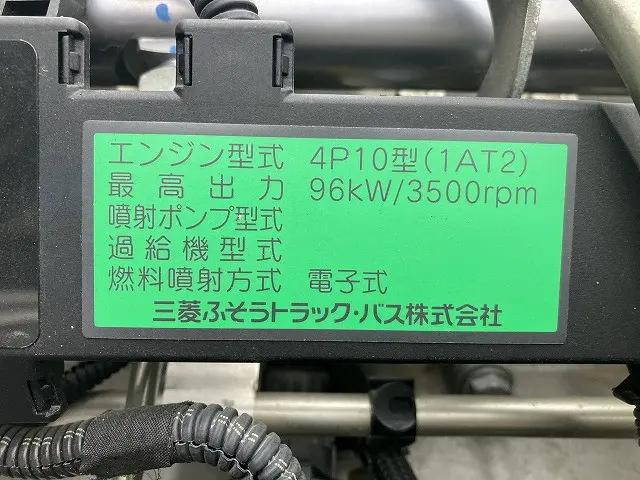 エンジン型式 4P10型(1AT2)
最高出力 96kW/3500rpm
噴射ポンプ型式
過給機型式
燃料噴射方式 電子式
三菱ふそうトラック・バス株式会社